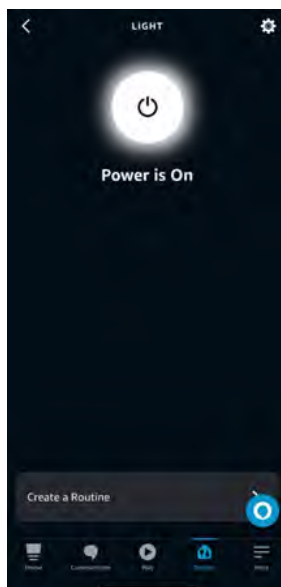 LIGHT
Power is On
Create a Routine
Home
Communicate
Play
Devices
More